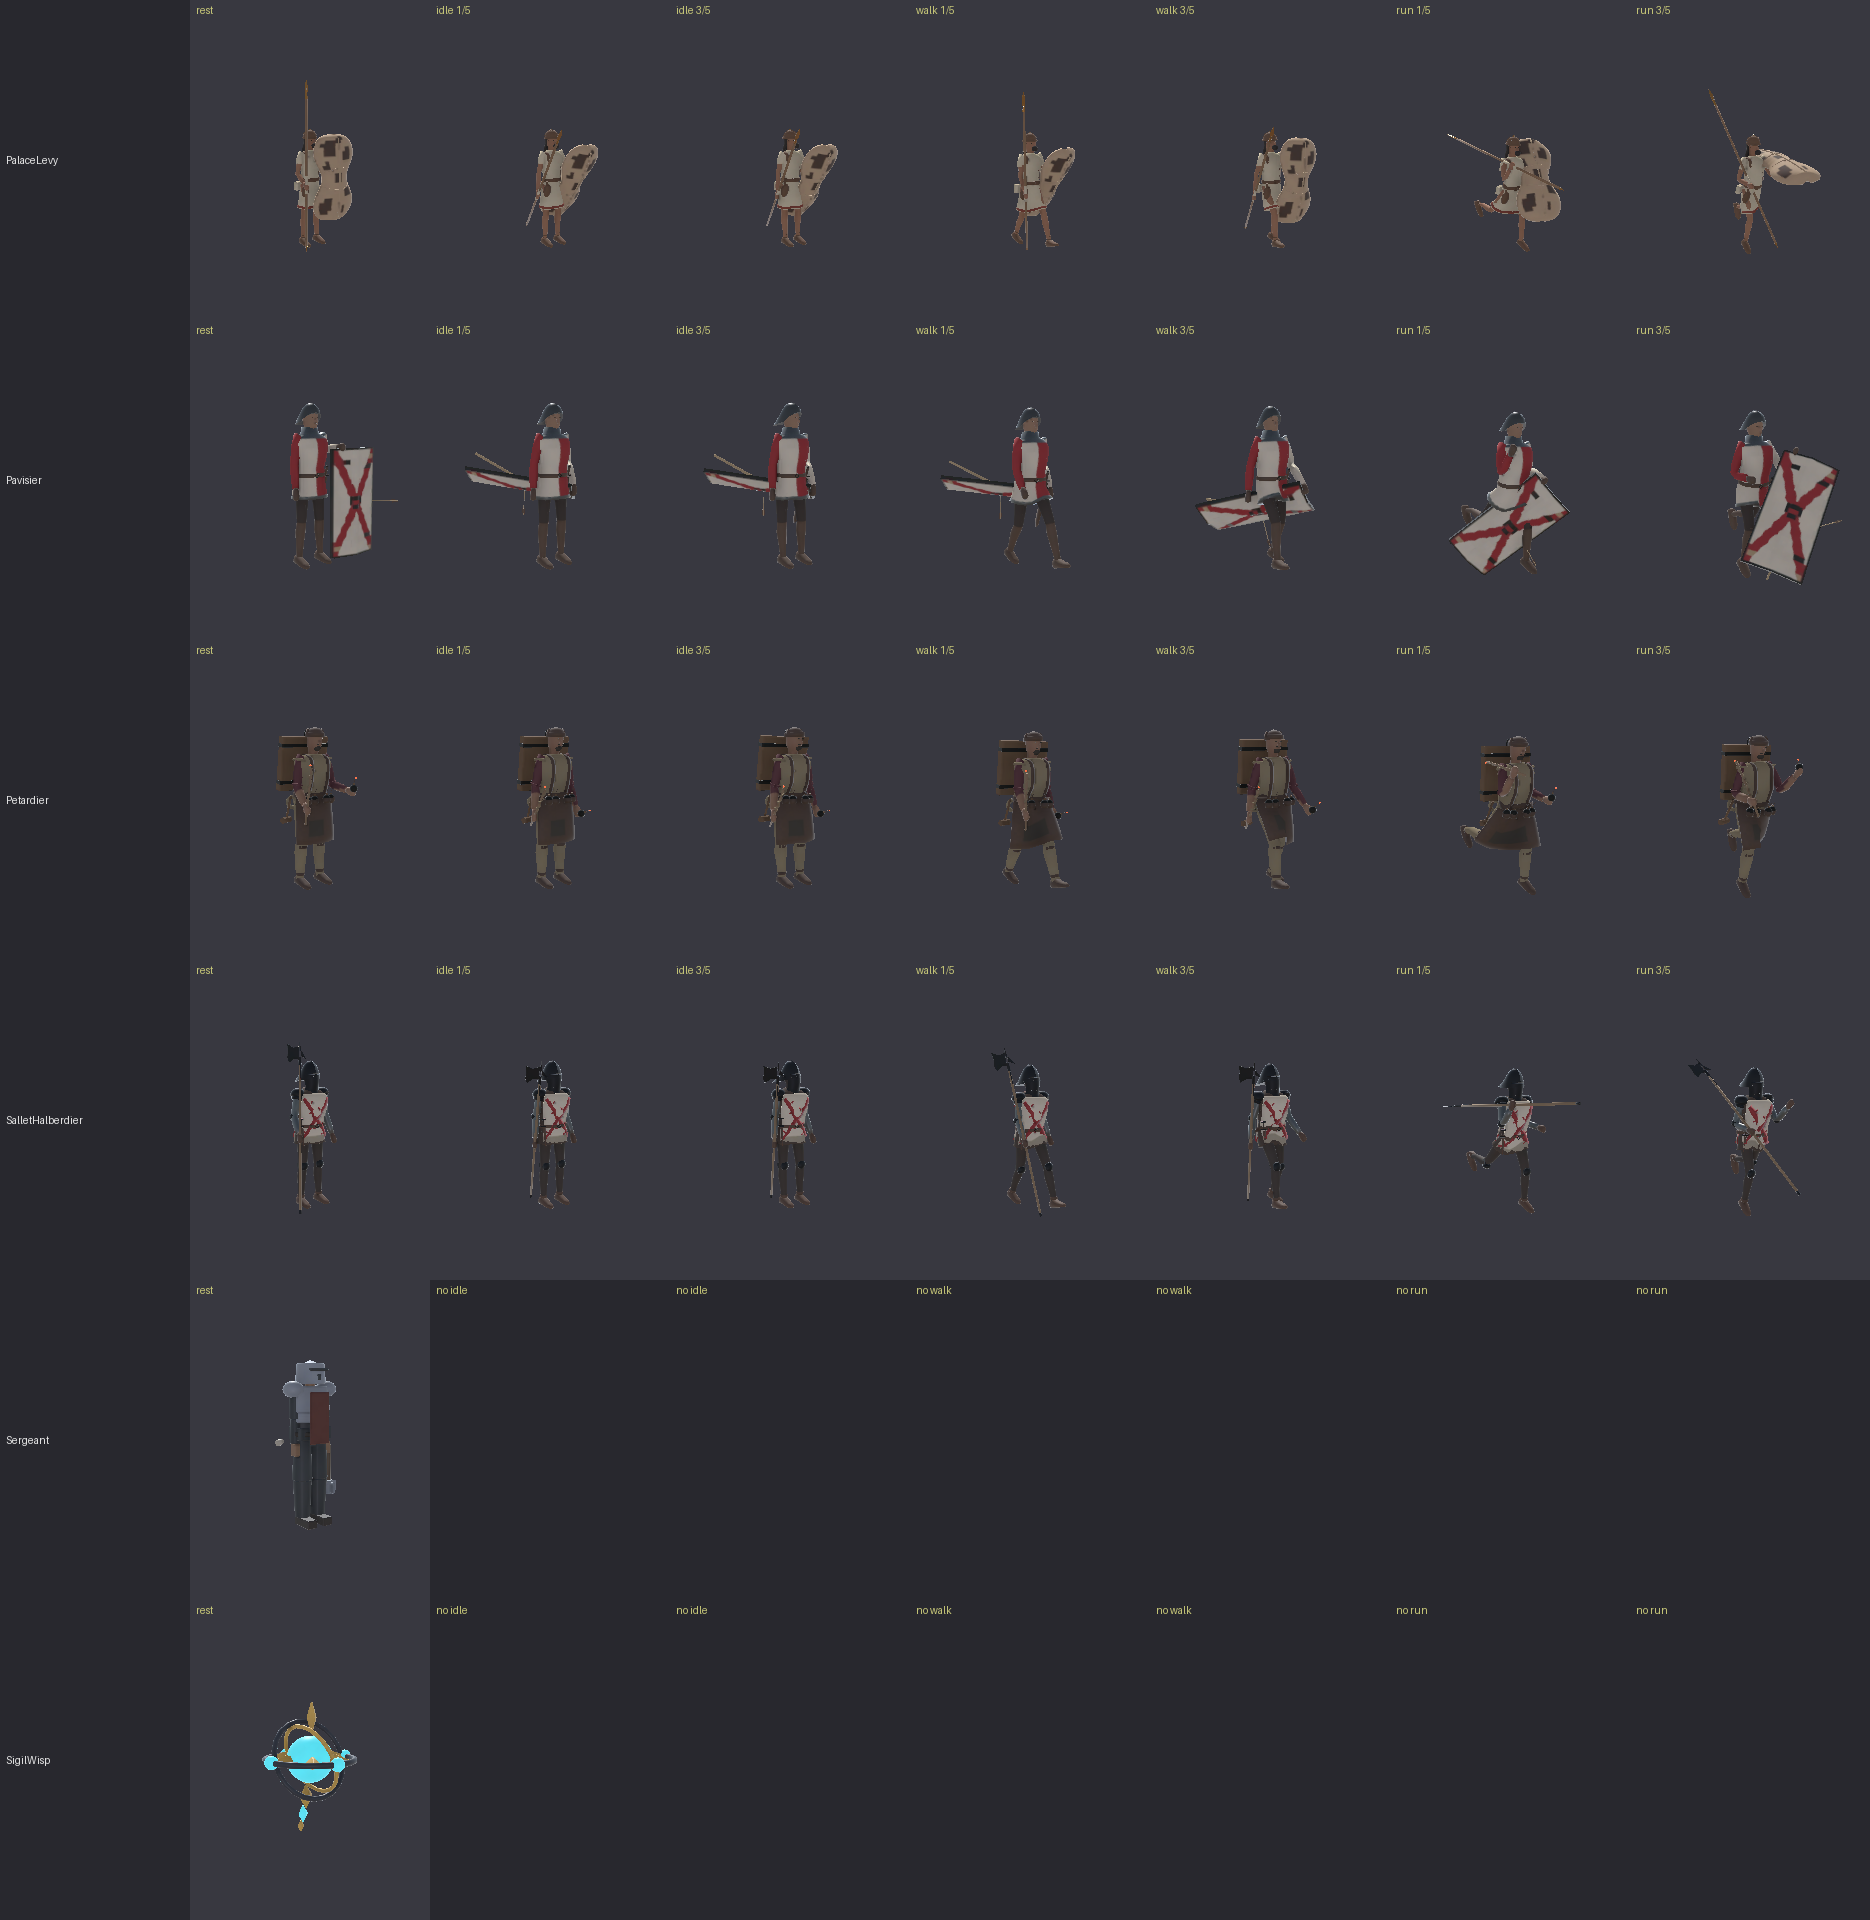 rest idle 1/5 idle 3/5 walk 1/5 walk 3/5 run 1/5 run 3/5
PalaceLevy
rest idle 1/5 idle 3/5 walk 1/5 walk 3/5 run 1/5 run 3/5
Pavisier
rest idle 1/5 idle 3/5 walk 1/5 walk 3/5 run 1/5 run 3/5
Petardier
rest idle 1/5 idle 3/5 walk 1/5 walk 3/5 run 1/5 run 3/5
SalletHalberdier
rest no idle no idle no walk no walk no run no run
Sergeant
rest no idle no idle no walk no walk no run no run
SigilWisp